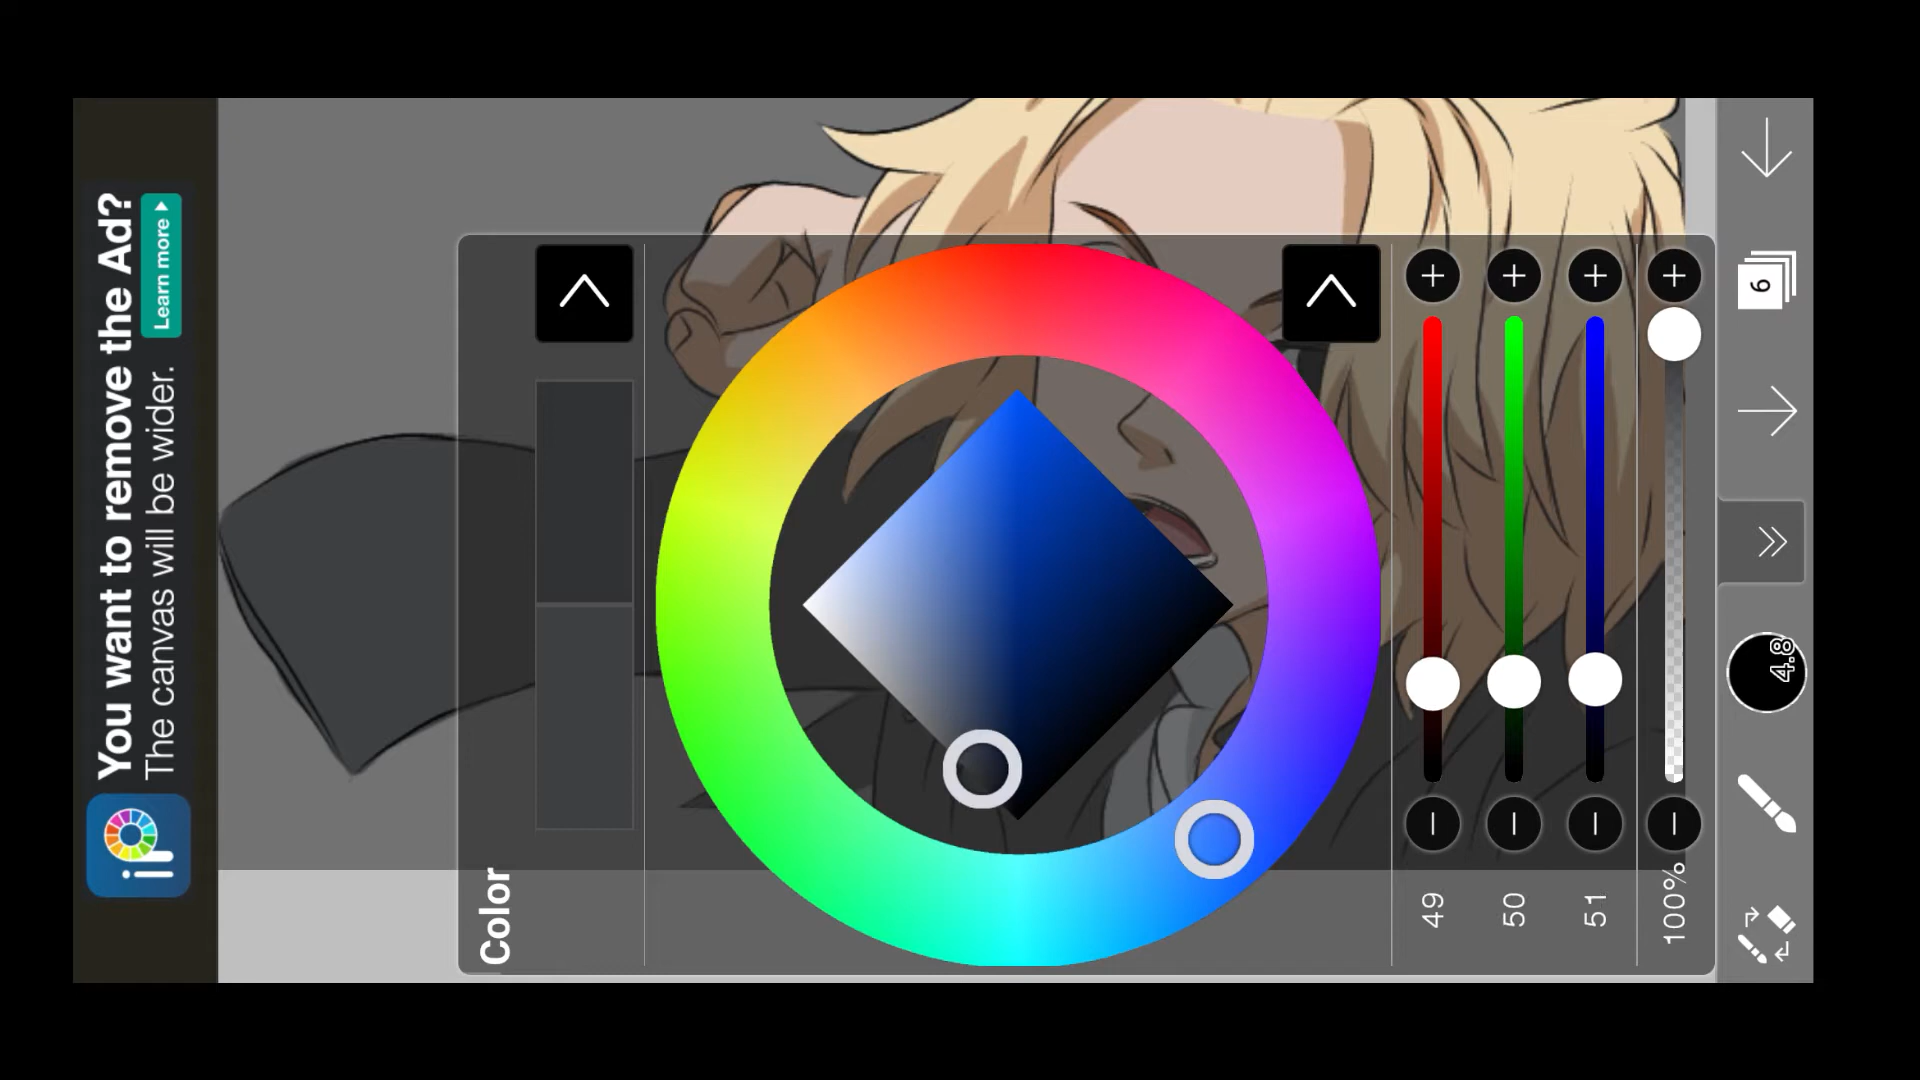 You want to remove the Ad?
The canvas will be wider.
Learn more
iP
Color
49
50
51
100%
6
4.8